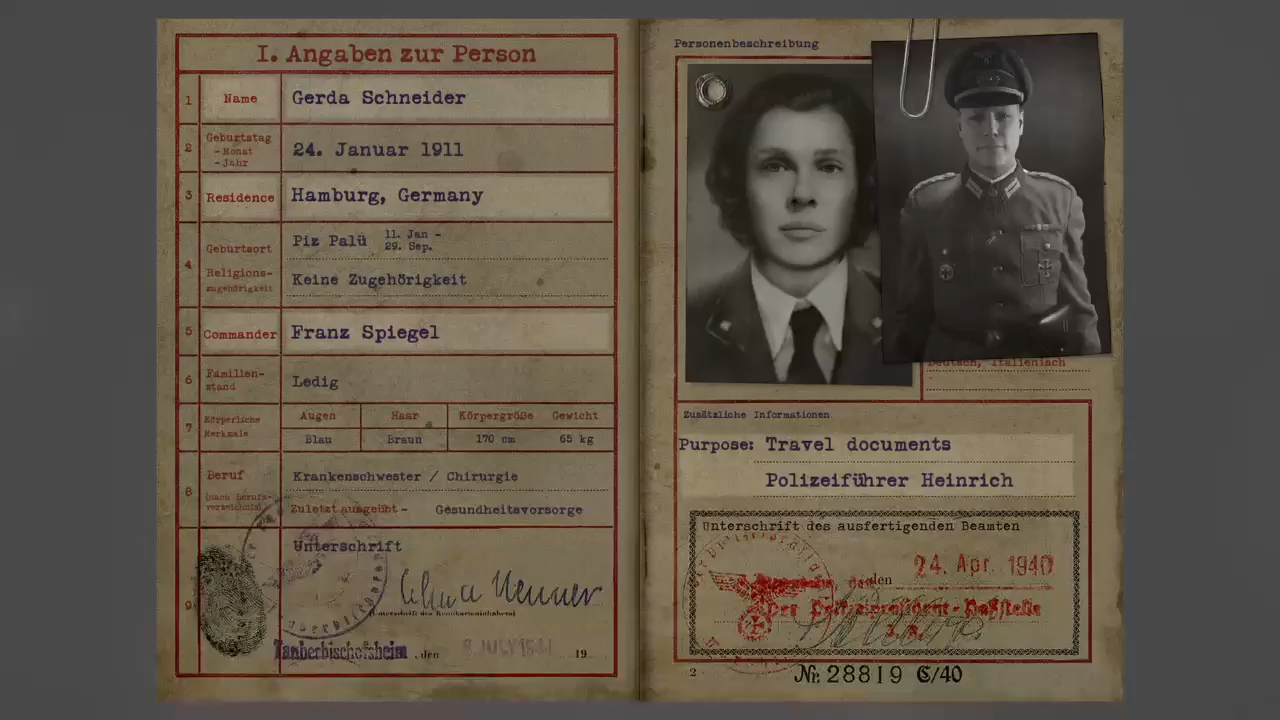 I. Angaben zur Person
1 Name Gerda Schneider
2 Geburtstag - Monat - Jahr 24. Januar 1911
3 Residence Hamburg, Germany
4 Geburtsort Piz Palü 11. Jan - 29. Sep.
Religions-zugehörigkeit Keine Zugehörigkeit
5 Commander Franz Spiegel
6 Familien-stand Ledig
7 Körperliche Merkmale
Augen Haar Körpergröße Gewicht
Blau Braun 170 cm 65 kg
8 Beruf Krankenschwester / Chirurgie
(nach Berufs-verzeichnis) Zuletzt ausgeübt - Gesundheitsvorsorge
9 Unterschrift
Tauberbischofsheim, den 19
Personenbeschreibung
Deutsch, Italienisch
Zusätzliche Informationen
Purpose: Travel documents
Polizeiführer Heinrich
Unterschrift des ausfertigenden Beamten
den 24. Apr. 1940
Der Polizeipräsident - Paßstelle
2 Nr. 28819 C/40